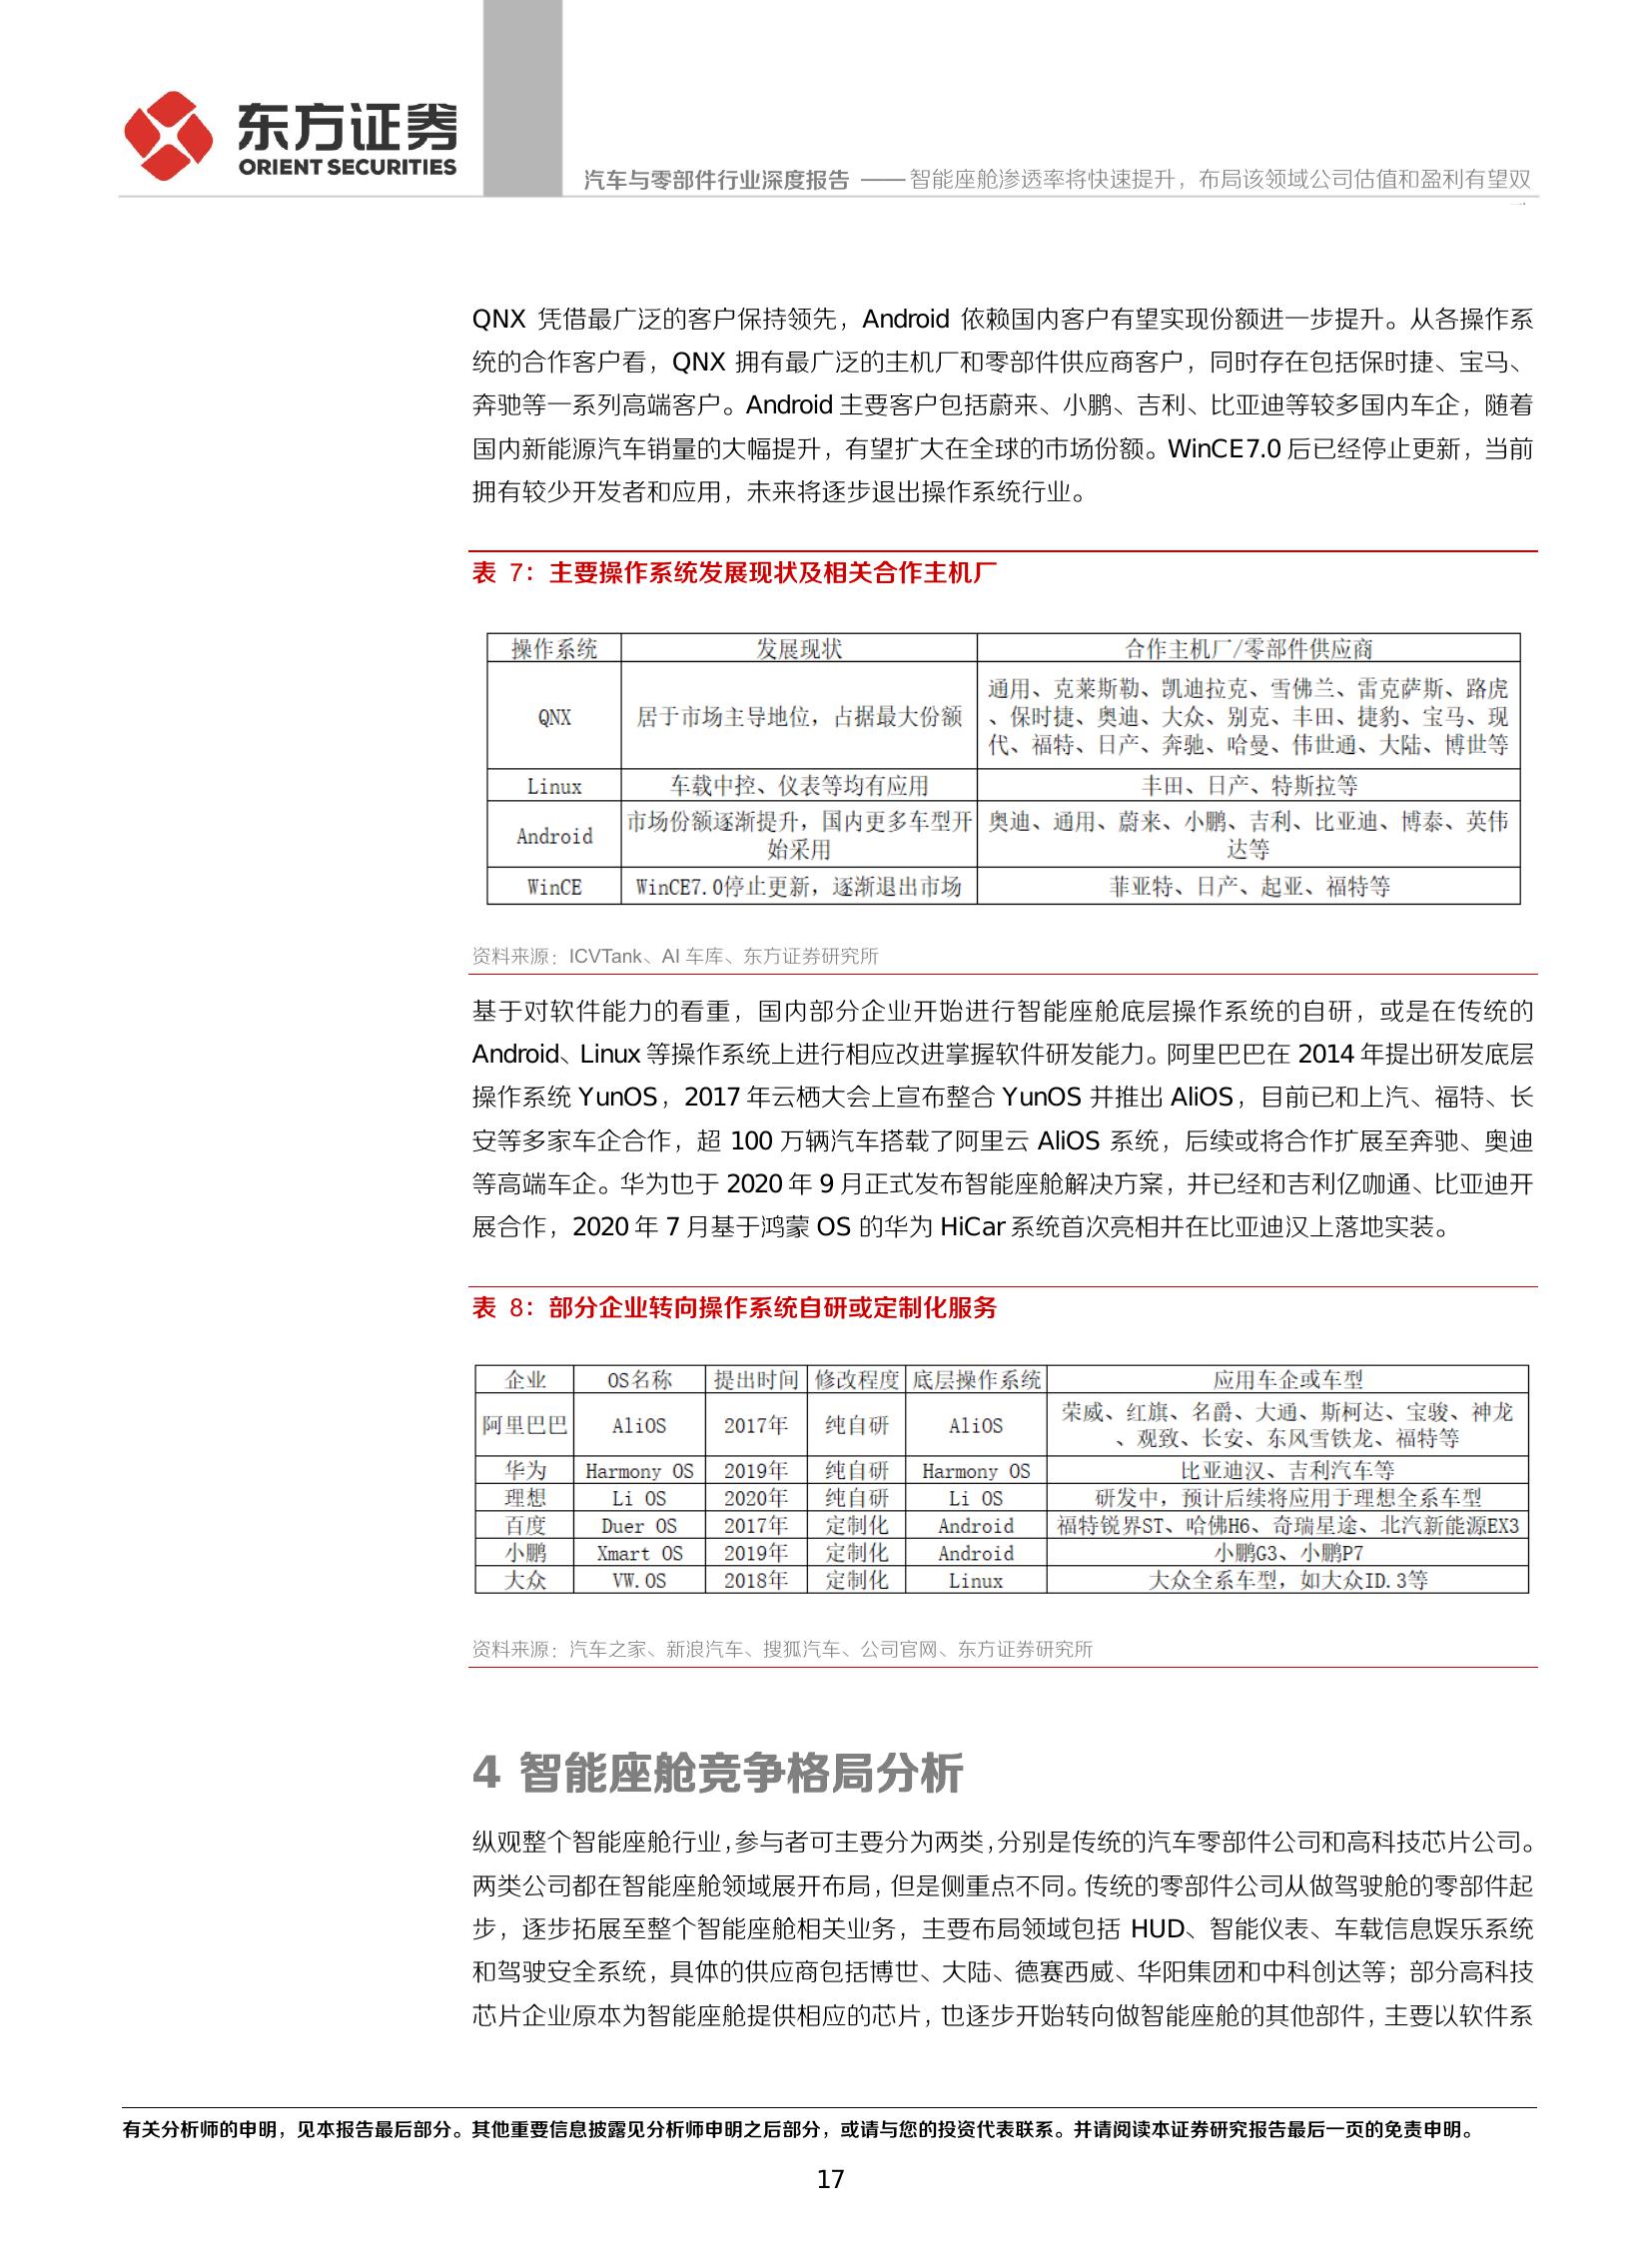 东方证券
ORIENT SECURITIES
汽车与零部件行业深度报告 —— 智能座舱渗透率将快速提升，布局该领域公司估值和盈利有望双
QNX 凭借最广泛的客户保持领先，Android 依赖国内客户有望实现份额进一步提升。从各操作系
统的合作客户看，QNX 拥有最广泛的主机厂和零部件供应商客户，同时存在包括保时捷、宝马、
奔驰等一系列高端客户。Android 主要客户包括蔚来、小鹏、吉利、比亚迪等较多国内车企，随着
国内新能源汽车销量的大幅提升，有望扩大在全球的市场份额。WinCE7.0 后已经停止更新，当前
拥有较少开发者和应用，未来将逐步退出操作系统行业。
表 7：主要操作系统发展现状及相关合作主机厂
操作系统 发展现状 合作主机厂/零部件供应商
QNX 居于市场主导地位，占据最大份额 通用、克莱斯勒、凯迪拉克、雪佛兰、雷克萨斯、路虎
、保时捷、奥迪、大众、别克、丰田、捷豹、宝马、现
代、福特、日产、奔驰、哈曼、伟世通、大陆、博世等
Linux 车载中控、仪表等均有应用 丰田、日产、特斯拉等
Android 市场份额逐渐提升，国内更多车型开
始采用 奥迪、通用、蔚来、小鹏、吉利、比亚迪、博泰、英伟
达等
WinCE WinCE7.0停止更新，逐渐退出市场 菲亚特、日产、起亚、福特等
资料来源：ICVTank、AI 车库、东方证券研究所
基于对软件能力的看重，国内部分企业开始进行智能座舱底层操作系统的自研，或是在传统的
Android、Linux 等操作系统上进行相应改进掌握软件研发能力。阿里巴巴在 2014 年提出研发底层
操作系统 YunOS，2017 年云栖大会上宣布整合 YunOS 并推出 AliOS，目前已和上汽、福特、长
安等多家车企合作，超 100 万辆汽车搭载了阿里云 AliOS 系统，后续或将合作扩展至奔驰、奥迪
等高端车企。华为也于 2020 年 9 月正式发布智能座舱解决方案，并已经和吉利亿咖通、比亚迪开
展合作，2020 年 7 月基于鸿蒙 OS 的华为 HiCar 系统首次亮相并在比亚迪汉上落地实装。
表 8：部分企业转向操作系统自研或定制化服务
企业 OS名称 提出时间 修改程度 底层操作系统 应用车企或车型
阿里巴巴 AliOS 2017年 纯自研 AliOS 荣威、红旗、名爵、大通、斯柯达、宝骏、神龙
、观致、长安、东风雪铁龙、福特等
华为 Harmony OS 2019年 纯自研 Harmony OS 比亚迪汉、吉利汽车等
理想 Li OS 2020年 纯自研 Li OS 研发中，预计后续将应用于理想全系车型
百度 Duer OS 2017年 定制化 Android 福特锐界ST、哈佛H6、奇瑞星途、北汽新能源EX3
小鹏 Xmart OS 2019年 定制化 Android 小鹏G3、小鹏P7
大众 VW.OS 2018年 定制化 Linux 大众全系车型，如大众ID.3等
资料来源：汽车之家、新浪汽车、搜狐汽车、公司官网、东方证券研究所
4 智能座舱竞争格局分析
纵观整个智能座舱行业，参与者可主要分为两类，分别是传统的汽车零部件公司和高科技芯片公司。
两类公司都在智能座舱领域展开布局，但是侧重点不同。传统的零部件公司从做驾驶舱的零部件起
步，逐步拓展至整个智能座舱相关业务，主要布局领域包括 HUD、智能仪表、车载信息娱乐系统
和驾驶安全系统，具体的供应商包括博世、大陆、德赛西威、华阳集团和中科创达等；部分高科技
芯片企业原本为智能座舱提供相应的芯片，也逐步开始转向做智能座舱的其他部件，主要以软件系
有关分析师的申明，见本报告最后部分。其他重要信息披露见分析师申明之后部分，或请与您的投资代表联系。并请阅读本证券研究报告最后一页的免责申明。
17